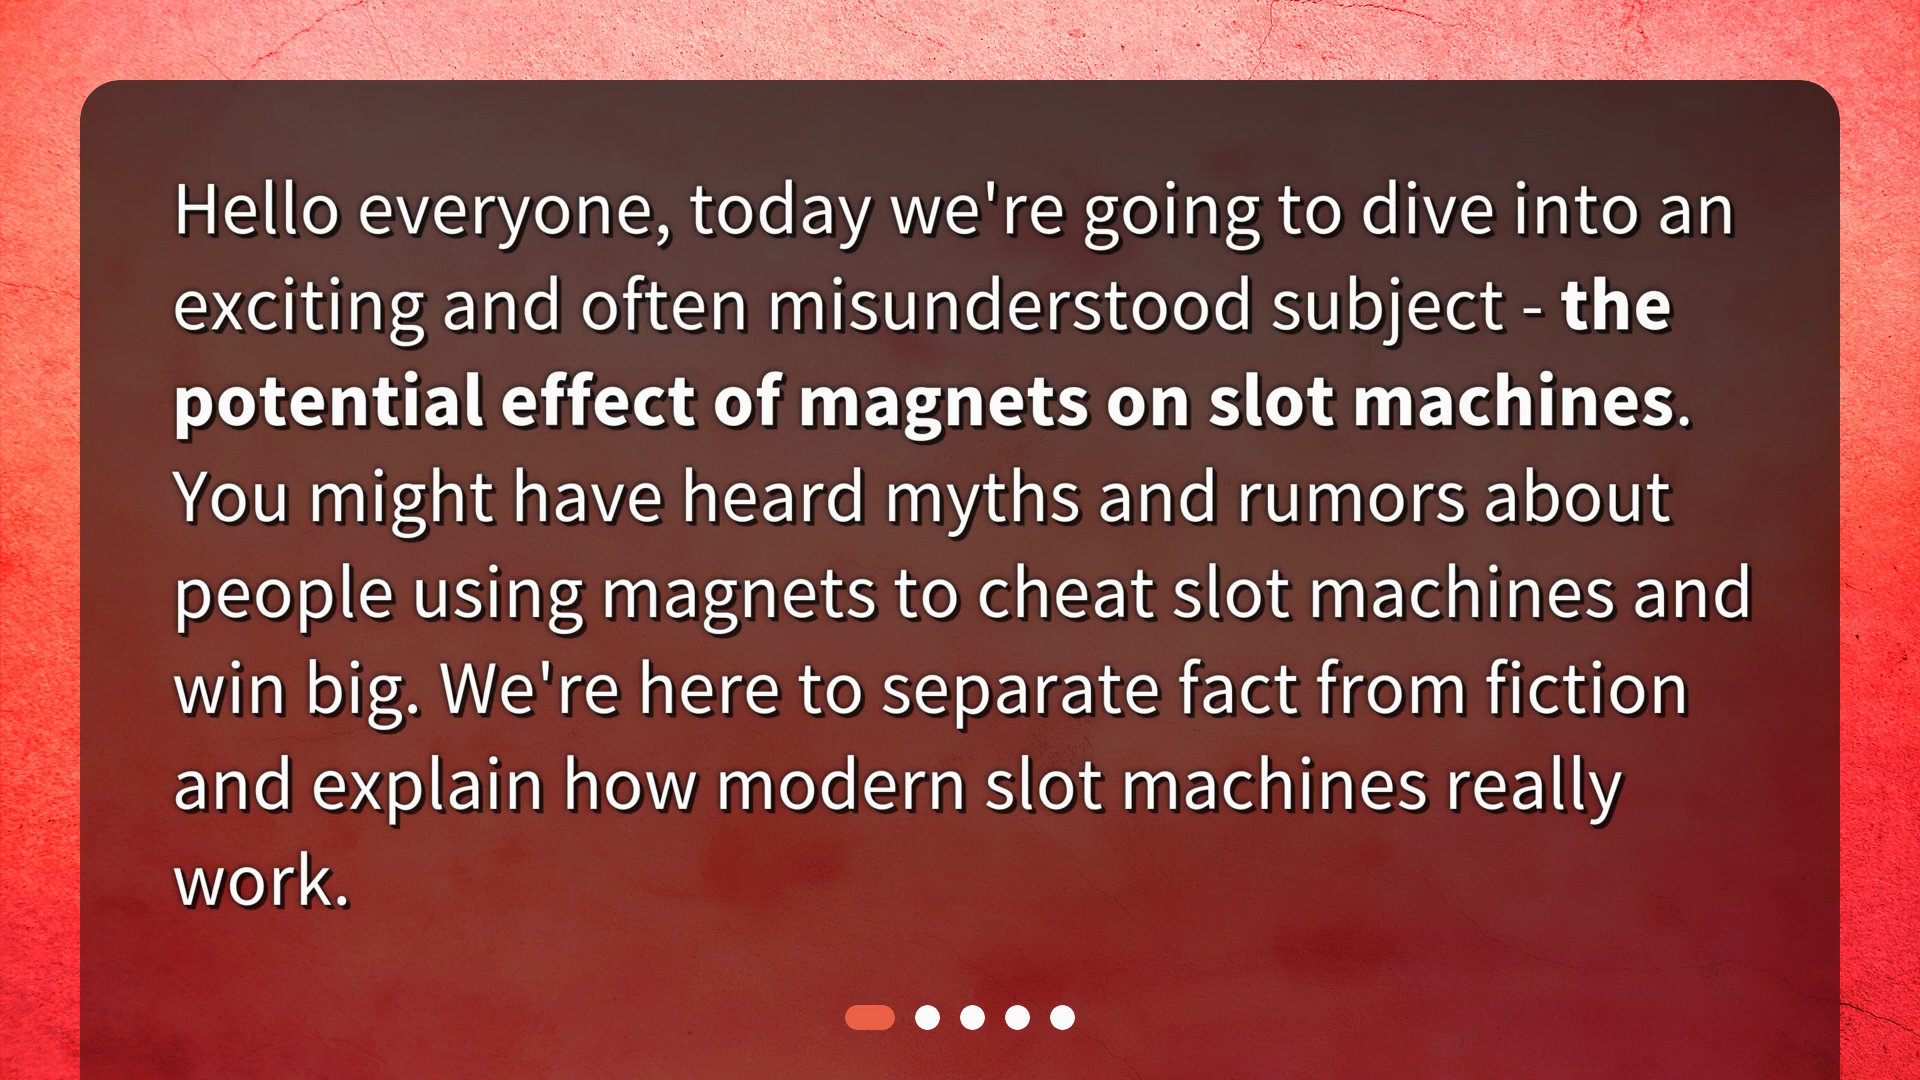 Hello everyone, today we're going to dive into an
exciting and often misunderstood subject - the
potential effect of magnets on slot machines.
You might have heard myths and rumors about
people using magnets to cheat slot machines and
win big. We're here to separate fact from fiction
and explain how modern slot machines really
work.